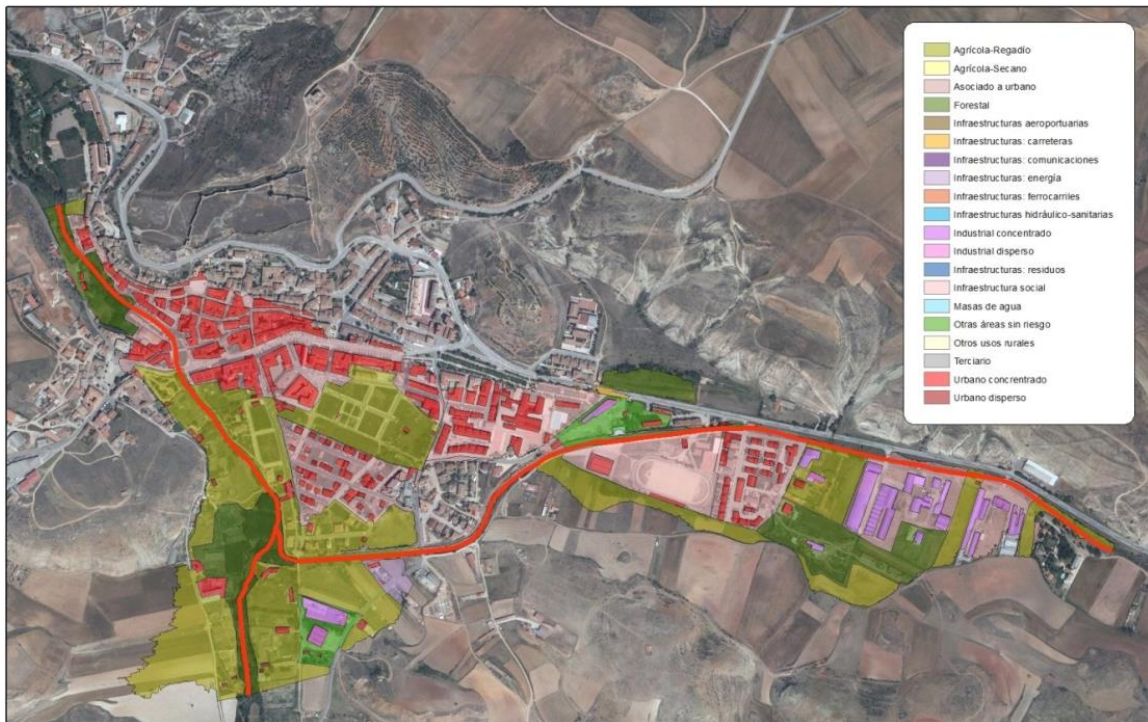 Agrícola-Regadío
Agrícola-Secano
Asociado a urbano
Forestal
Infraestructuras aeroportuarias
Infraestructuras: carreteras
Infraestructuras: comunicaciones
Infraestructuras: energía
Infraestructuras: ferrocarriles
Infraestructuras hidráulico-sanitarias
Industrial concentrado
Industrial disperso
Infraestructuras: residuos
Infraestructura social
Masas de agua
Otras áreas sin riesgo
Otros usos rurales
Terciario
Urbano concrentrado
Urbano disperso